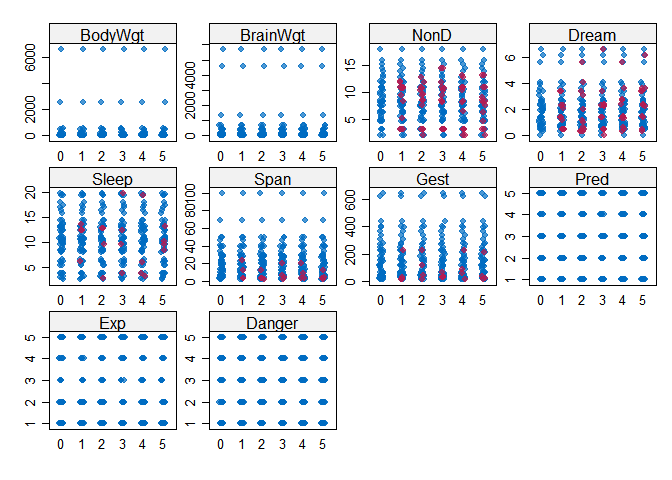 BodyWgt BrainWgt NonD Dream
6000 4000 15 6
2000 2000 10 4
0 0 5 2
0
0 1 2 3 4 5 0 1 2 3 4 5 0 1 2 3 4 5 0 1 2 3 4 5
Sleep Span Gest Pred
20 100 600 5
15 80 400 4
10 60 200 3
5 40 0 2
20 1
0
0 1 2 3 4 5 0 1 2 3 4 5 0 1 2 3 4 5 0 1 2 3 4 5
Exp Danger
5 5
4 4
3 3
2 2
1 1
0 1 2 3 4 5 0 1 2 3 4 5